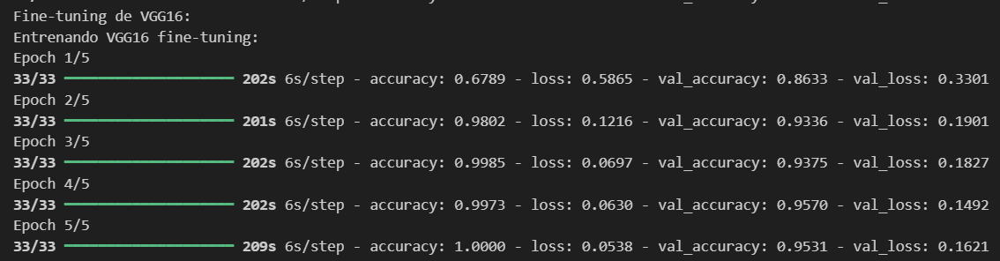 Fine-tuning de VGG16:
Entrenando VGG16 fine-tuning:
Epoch 1/5
33/33 ━━━━━━━━━━━━━━━━━━━━ 202s 6s/step - accuracy: 0.6789 - loss: 0.5865 - val_accuracy: 0.8633 - val_loss: 0.3301
Epoch 2/5
33/33 ━━━━━━━━━━━━━━━━━━━━ 201s 6s/step - accuracy: 0.9802 - loss: 0.1216 - val_accuracy: 0.9336 - val_loss: 0.1901
Epoch 3/5
33/33 ━━━━━━━━━━━━━━━━━━━━ 202s 6s/step - accuracy: 0.9985 - loss: 0.0697 - val_accuracy: 0.9375 - val_loss: 0.1827
Epoch 4/5
33/33 ━━━━━━━━━━━━━━━━━━━━ 202s 6s/step - accuracy: 0.9973 - loss: 0.0630 - val_accuracy: 0.9570 - val_loss: 0.1492
Epoch 5/5
33/33 ━━━━━━━━━━━━━━━━━━━━ 209s 6s/step - accuracy: 1.0000 - loss: 0.0538 - val_accuracy: 0.9531 - val_loss: 0.1621